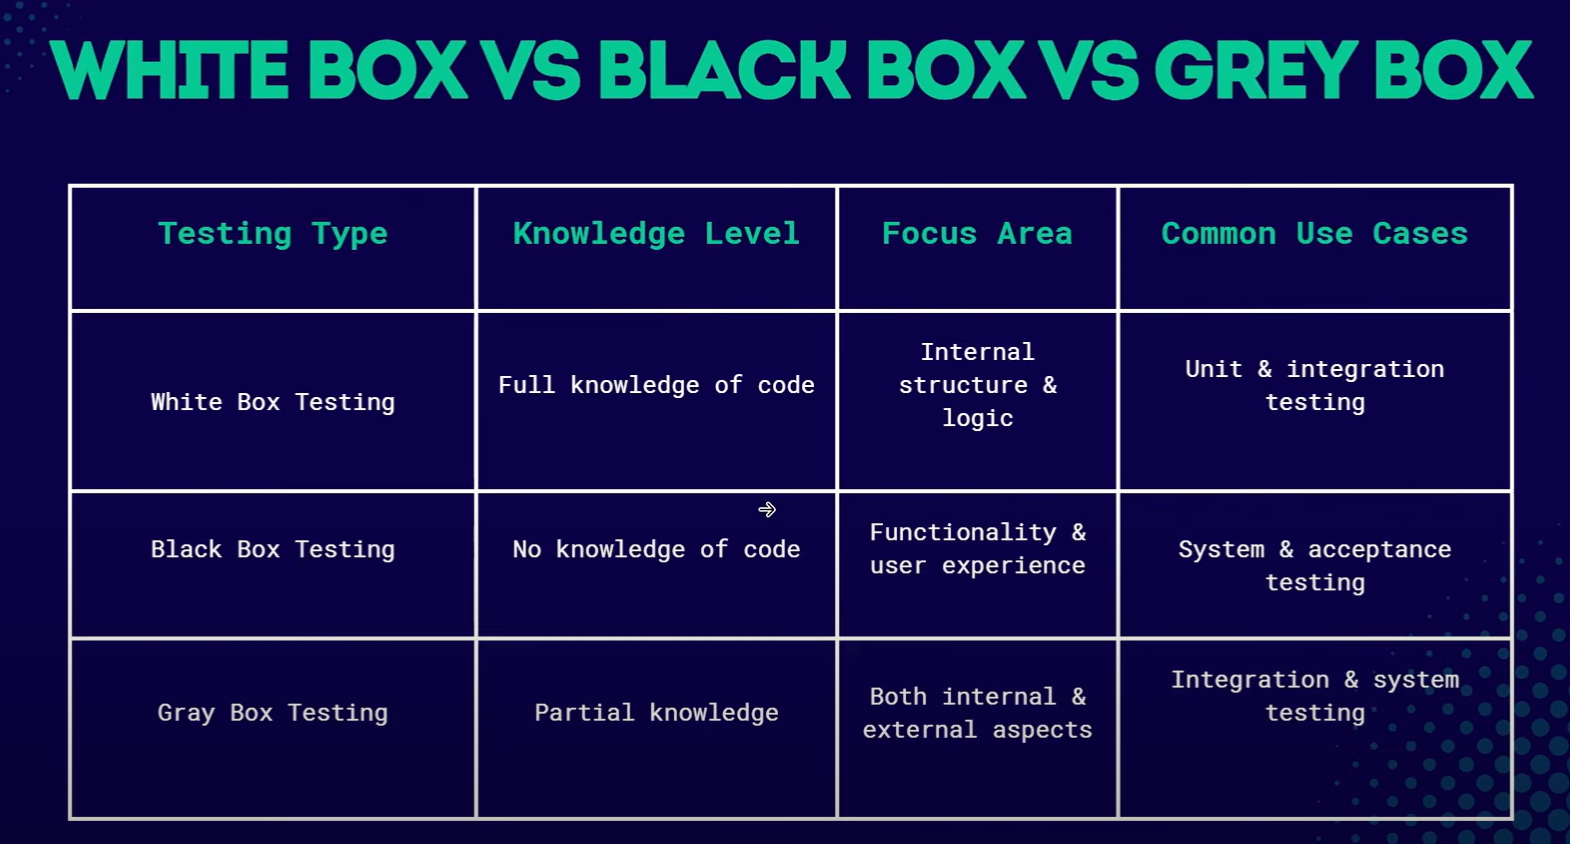 WHITE BOX VS BLACK BOX VS GREY BOX
Testing Type
Knowledge Level
Focus Area
Common Use Cases
White Box Testing
Full knowledge of code
Internal
structure &
logic
Unit & integration
testing
Black Box Testing
No knowledge of code
Functionality &
user experience
System & acceptance
testing
Gray Box Testing
Partial knowledge
Both internal &
external aspects
Integration & system
testing